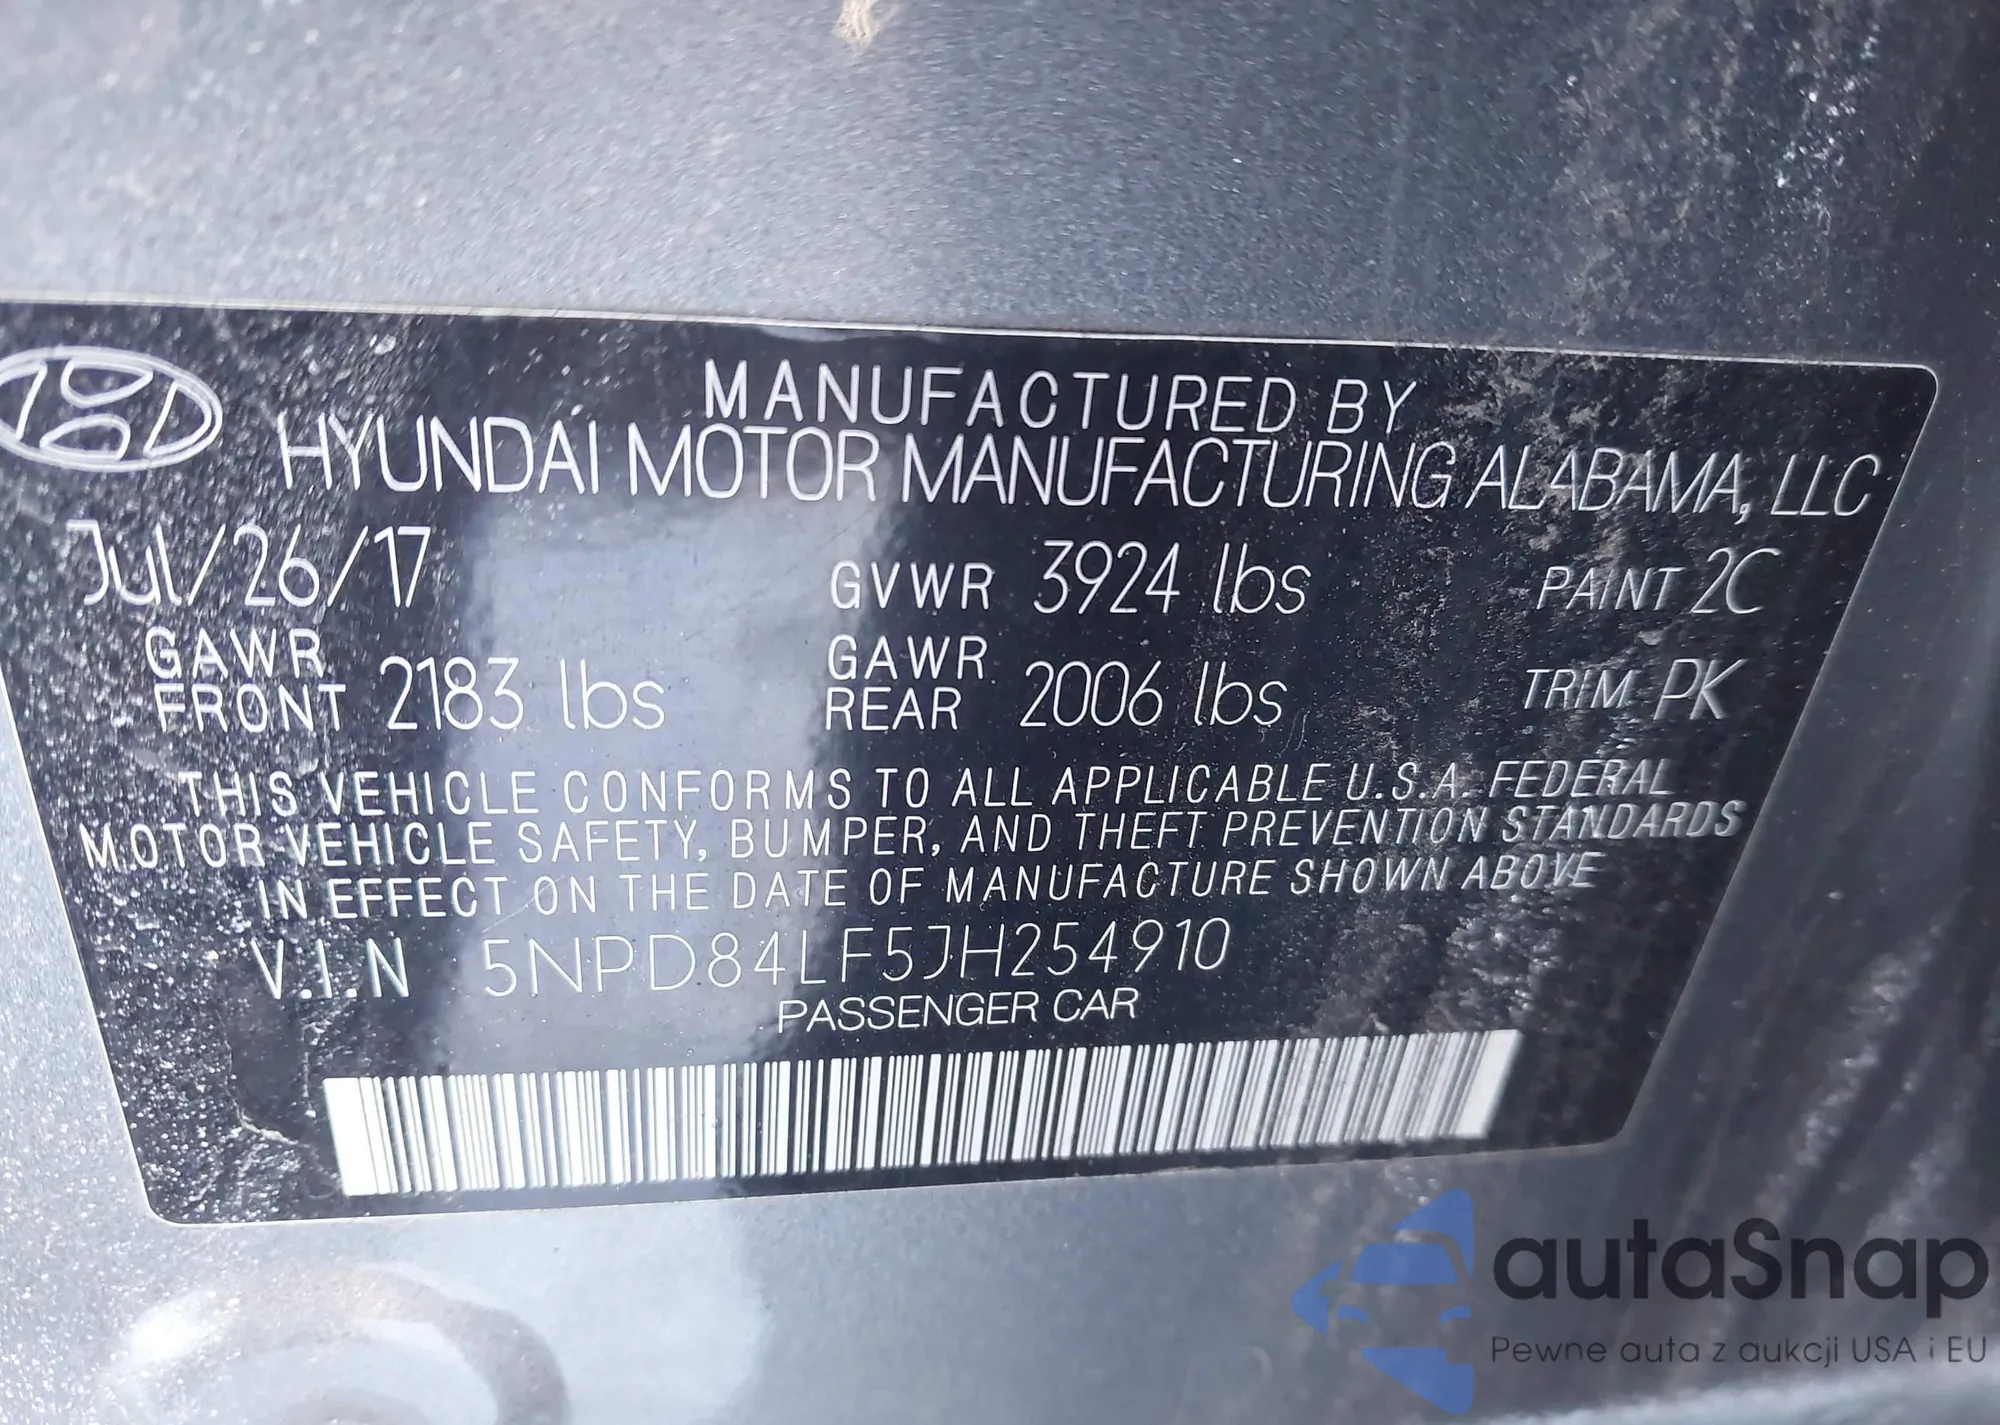 MANUFACTURED BY
HYUNDAI MOTOR MANUFACTURING ALABAMA, LLC
Jul/26/17 GVWR 3924 lbs PAINT 2C
GAWR FRONT 2183 lbs GAWR REAR 2006 lbs TRIM PK
THIS VEHICLE CONFORMS TO ALL APPLICABLE U.S.A. FEDERAL
MOTOR VEHICLE SAFETY, BUMPER, AND THEFT PREVENTION STANDARDS
IN EFFECT ON THE DATE OF MANUFACTURE SHOWN ABOVE
V.I.N 5NPD84LF5JH254910
PASSENGER CAR
autaSnap
Pewne auta z aukcji USA i EU